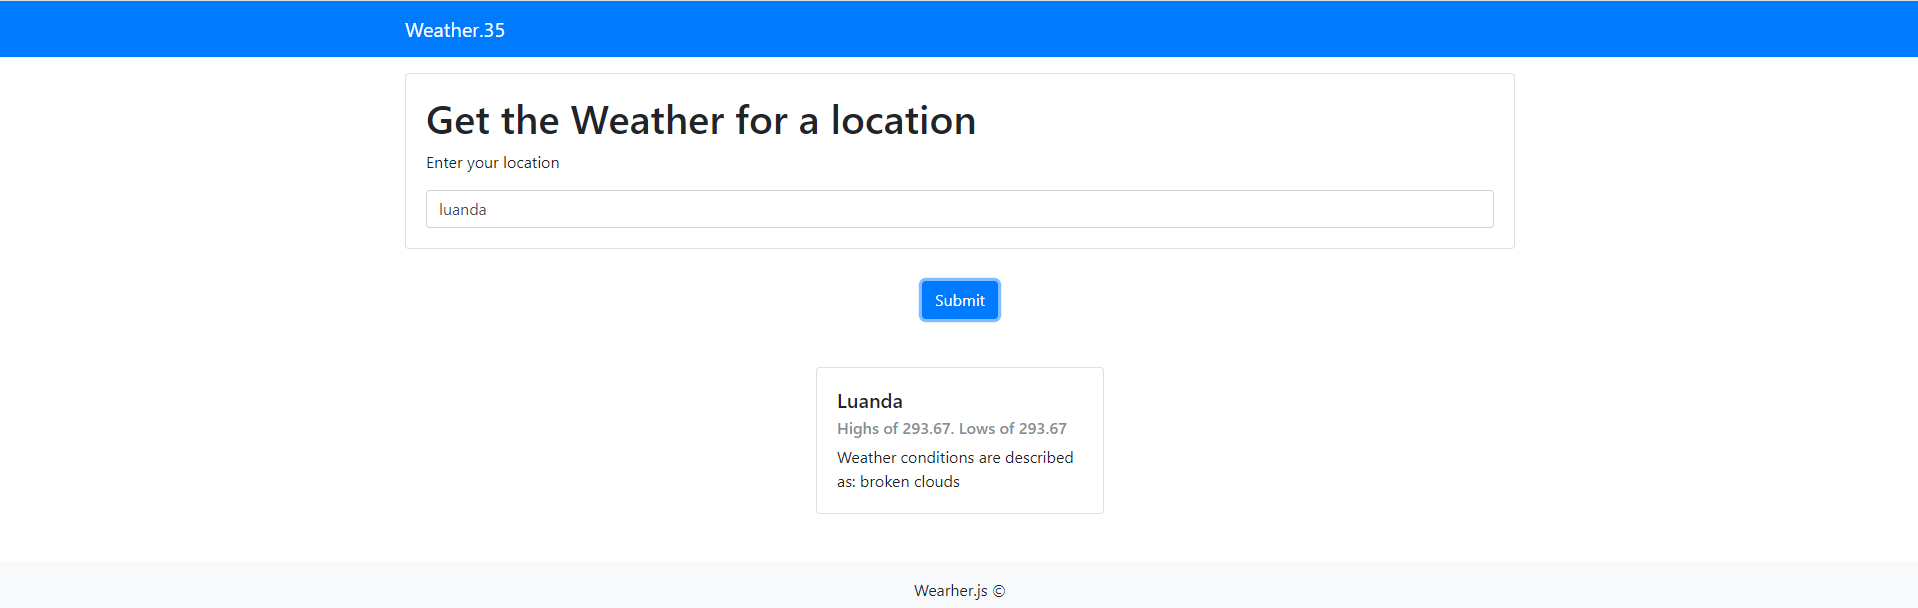 Weather.35
Get the Weather for a location
Enter your location
luanda
Submit
Luanda
Highs of 293.67. Lows of 293.67
Weather conditions are described
as: broken clouds
Wearher.js ©